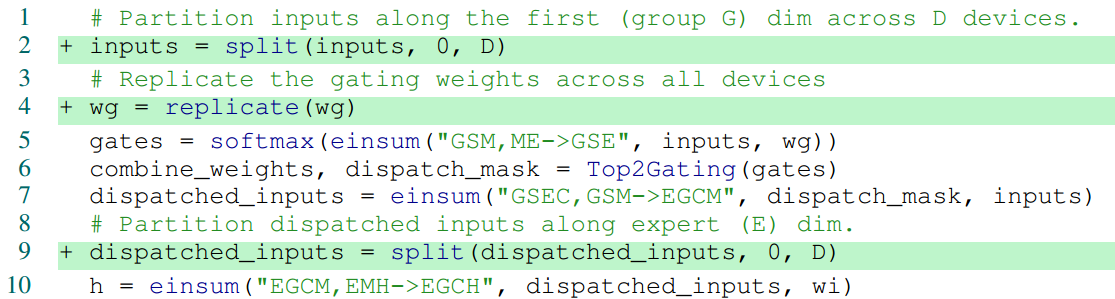 1 # Partition inputs along the first (group G) dim across D devices.
2 + inputs = split(inputs, 0, D)
3 # Replicate the gating weights across all devices
4 + wg = replicate(wg)
5 gates = softmax(einsum("GSM,ME->GSE", inputs, wg))
6 combine_weights, dispatch_mask = Top2Gating(gates)
7 dispatched_inputs = einsum("GSEC,GSM->EGCM", dispatch_mask, inputs)
8 # Partition dispatched inputs along expert (E) dim.
9 + dispatched_inputs = split(dispatched_inputs, 0, D)
10 h = einsum("EGCM,EMH->EGCH", dispatched_inputs, wi)